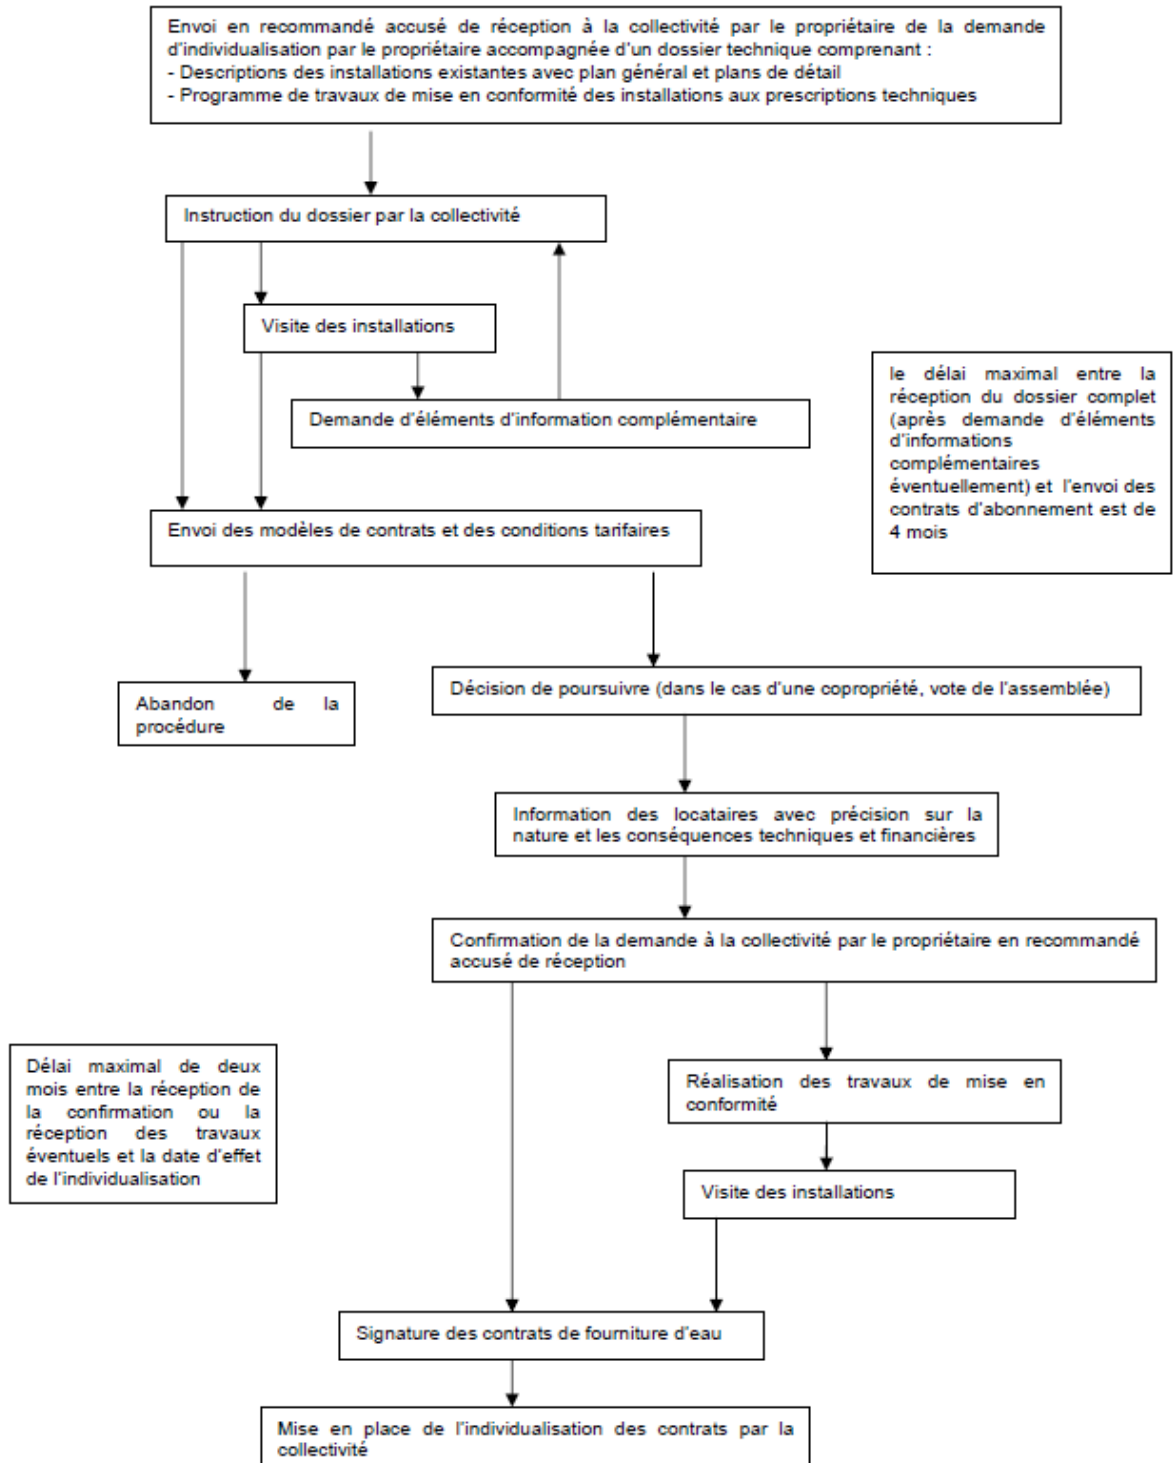 Envoi en recommandé accusé de réception à la collectivité par le propriétaire de la demande
d'individualisation par le propriétaire accompagnée d'un dossier technique comprenant :
- Descriptions des installations existantes avec plan général et plans de détail
- Programme de travaux de mise en conformité des installations aux prescriptions techniques
Instruction du dossier par la collectivité
Visite des installations
Demande d'éléments d'information complémentaire
le délai maximal entre la
réception du dossier complet
(après demande d'éléments
d'informations
complémentaires
éventuellement) et l'envoi des
contrats d'abonnement est de
4 mois
Envoi des modèles de contrats et des conditions tarifaires
Abandon de la
procédure
Décision de poursuivre (dans le cas d'une copropriété, vote de l'assemblée)
Information des locataires avec précision sur la
nature et les conséquences techniques et financières
Confirmation de la demande à la collectivité par le propriétaire en recommandé
accusé de réception
Délai maximal de deux
mois entre la réception de
la confirmation ou la
réception des travaux
éventuels et la date d'effet
de l'individualisation
Réalisation des travaux de mise en
conformité
Visite des installations
Signature des contrats de fourniture d'eau
Mise en place de l'individualisation des contrats par la
collectivité